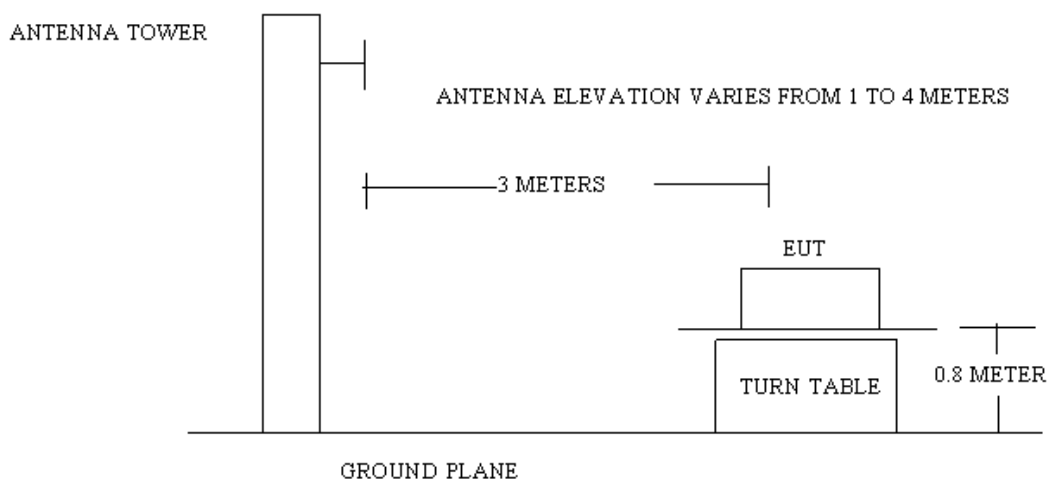 ANTENNA TOWER
ANTENNA ELEVATION VARIES FROM 1 TO 4 METERS
3 METERS
EUT
0.8 METER
TURN TABLE
GROUND PLANE